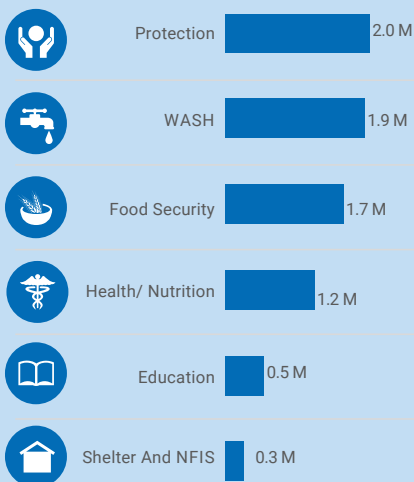 Protection 2.0 M
WASH 1.9 M
Food Security 1.7 M
Health/ Nutrition 1.2 M
Education 0.5 M
Shelter And NFIS 0.3 M